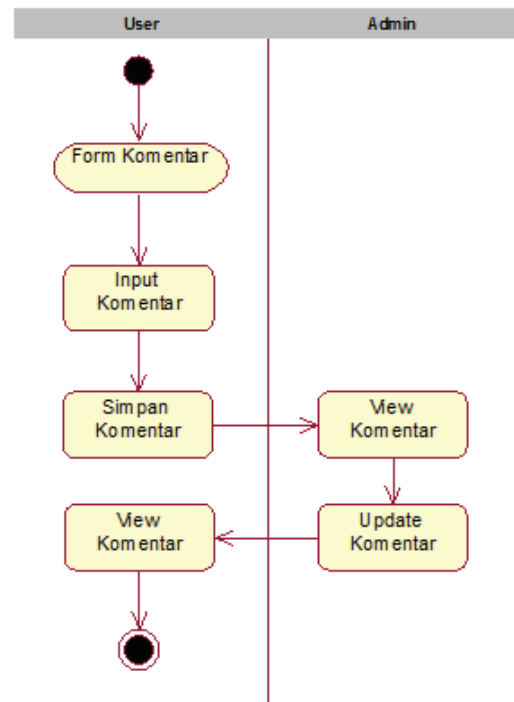 User
Admin
Form Komentar
Input
Komentar
Simpan
Komentar
View
Komentar
Update
Komentar
View
Komentar